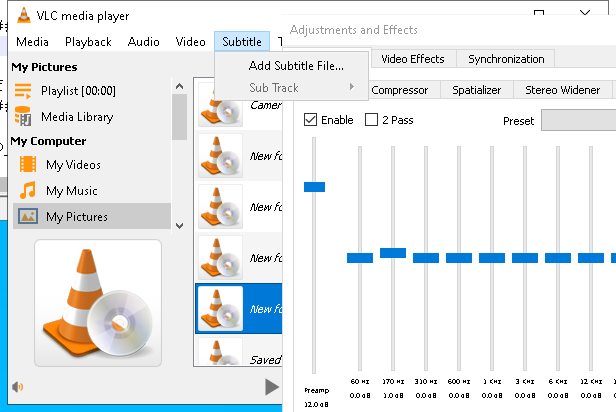 VLC media player
Media Playback Audio Video Subtitle
Add Subtitle File...
Sub Track
My Pictures
Playlist [00:00]
Media Library
My Computer
My Videos
My Music
My Pictures
Camer
New fo
New fo
New fo
New fo
Saved
Adjustments and Effects
Video Effects Synchronization
Compressor Spatializer Stereo Widener
Enable 2 Pass Preset
60 Hz 170 Hz 310 Hz 600 Hz 1 KHz 3 KHz 6 KHz 12 KHz
Preamp 0.0 dB 1.0 dB 0.0 dB 0.0 dB 0.0 dB 0.0 dB 0.0 dB 0.0 d
12.0 dB